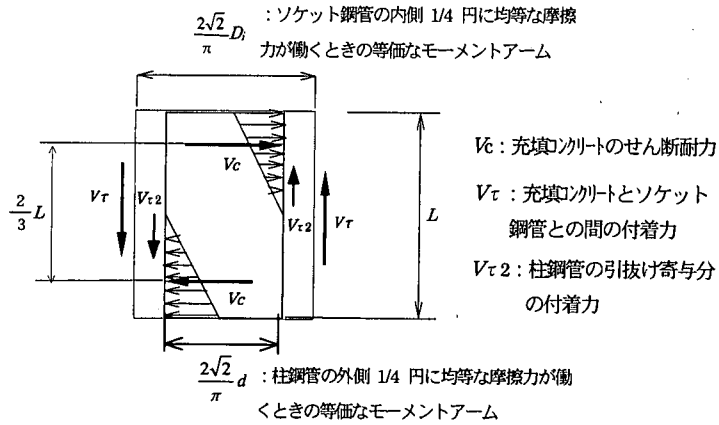 2√2/π Di ：ソケット鋼管の内側 1/4 円に均等な摩擦
力が働くときの等価なモーメントアーム
Vc
Vτ
Vτ2
2/3 L
Vτ2
Vτ
L
Vc
Vc：充填コンクリートのせん断耐力
Vτ：充填コンクリートとソケット
鋼管との間の付着力
Vτ2：柱鋼管の引抜け寄与分
の付着力
2√2/π d ：柱鋼管の外側 1/4 円に均等な摩擦力が働
くときの等価なモーメントアーム